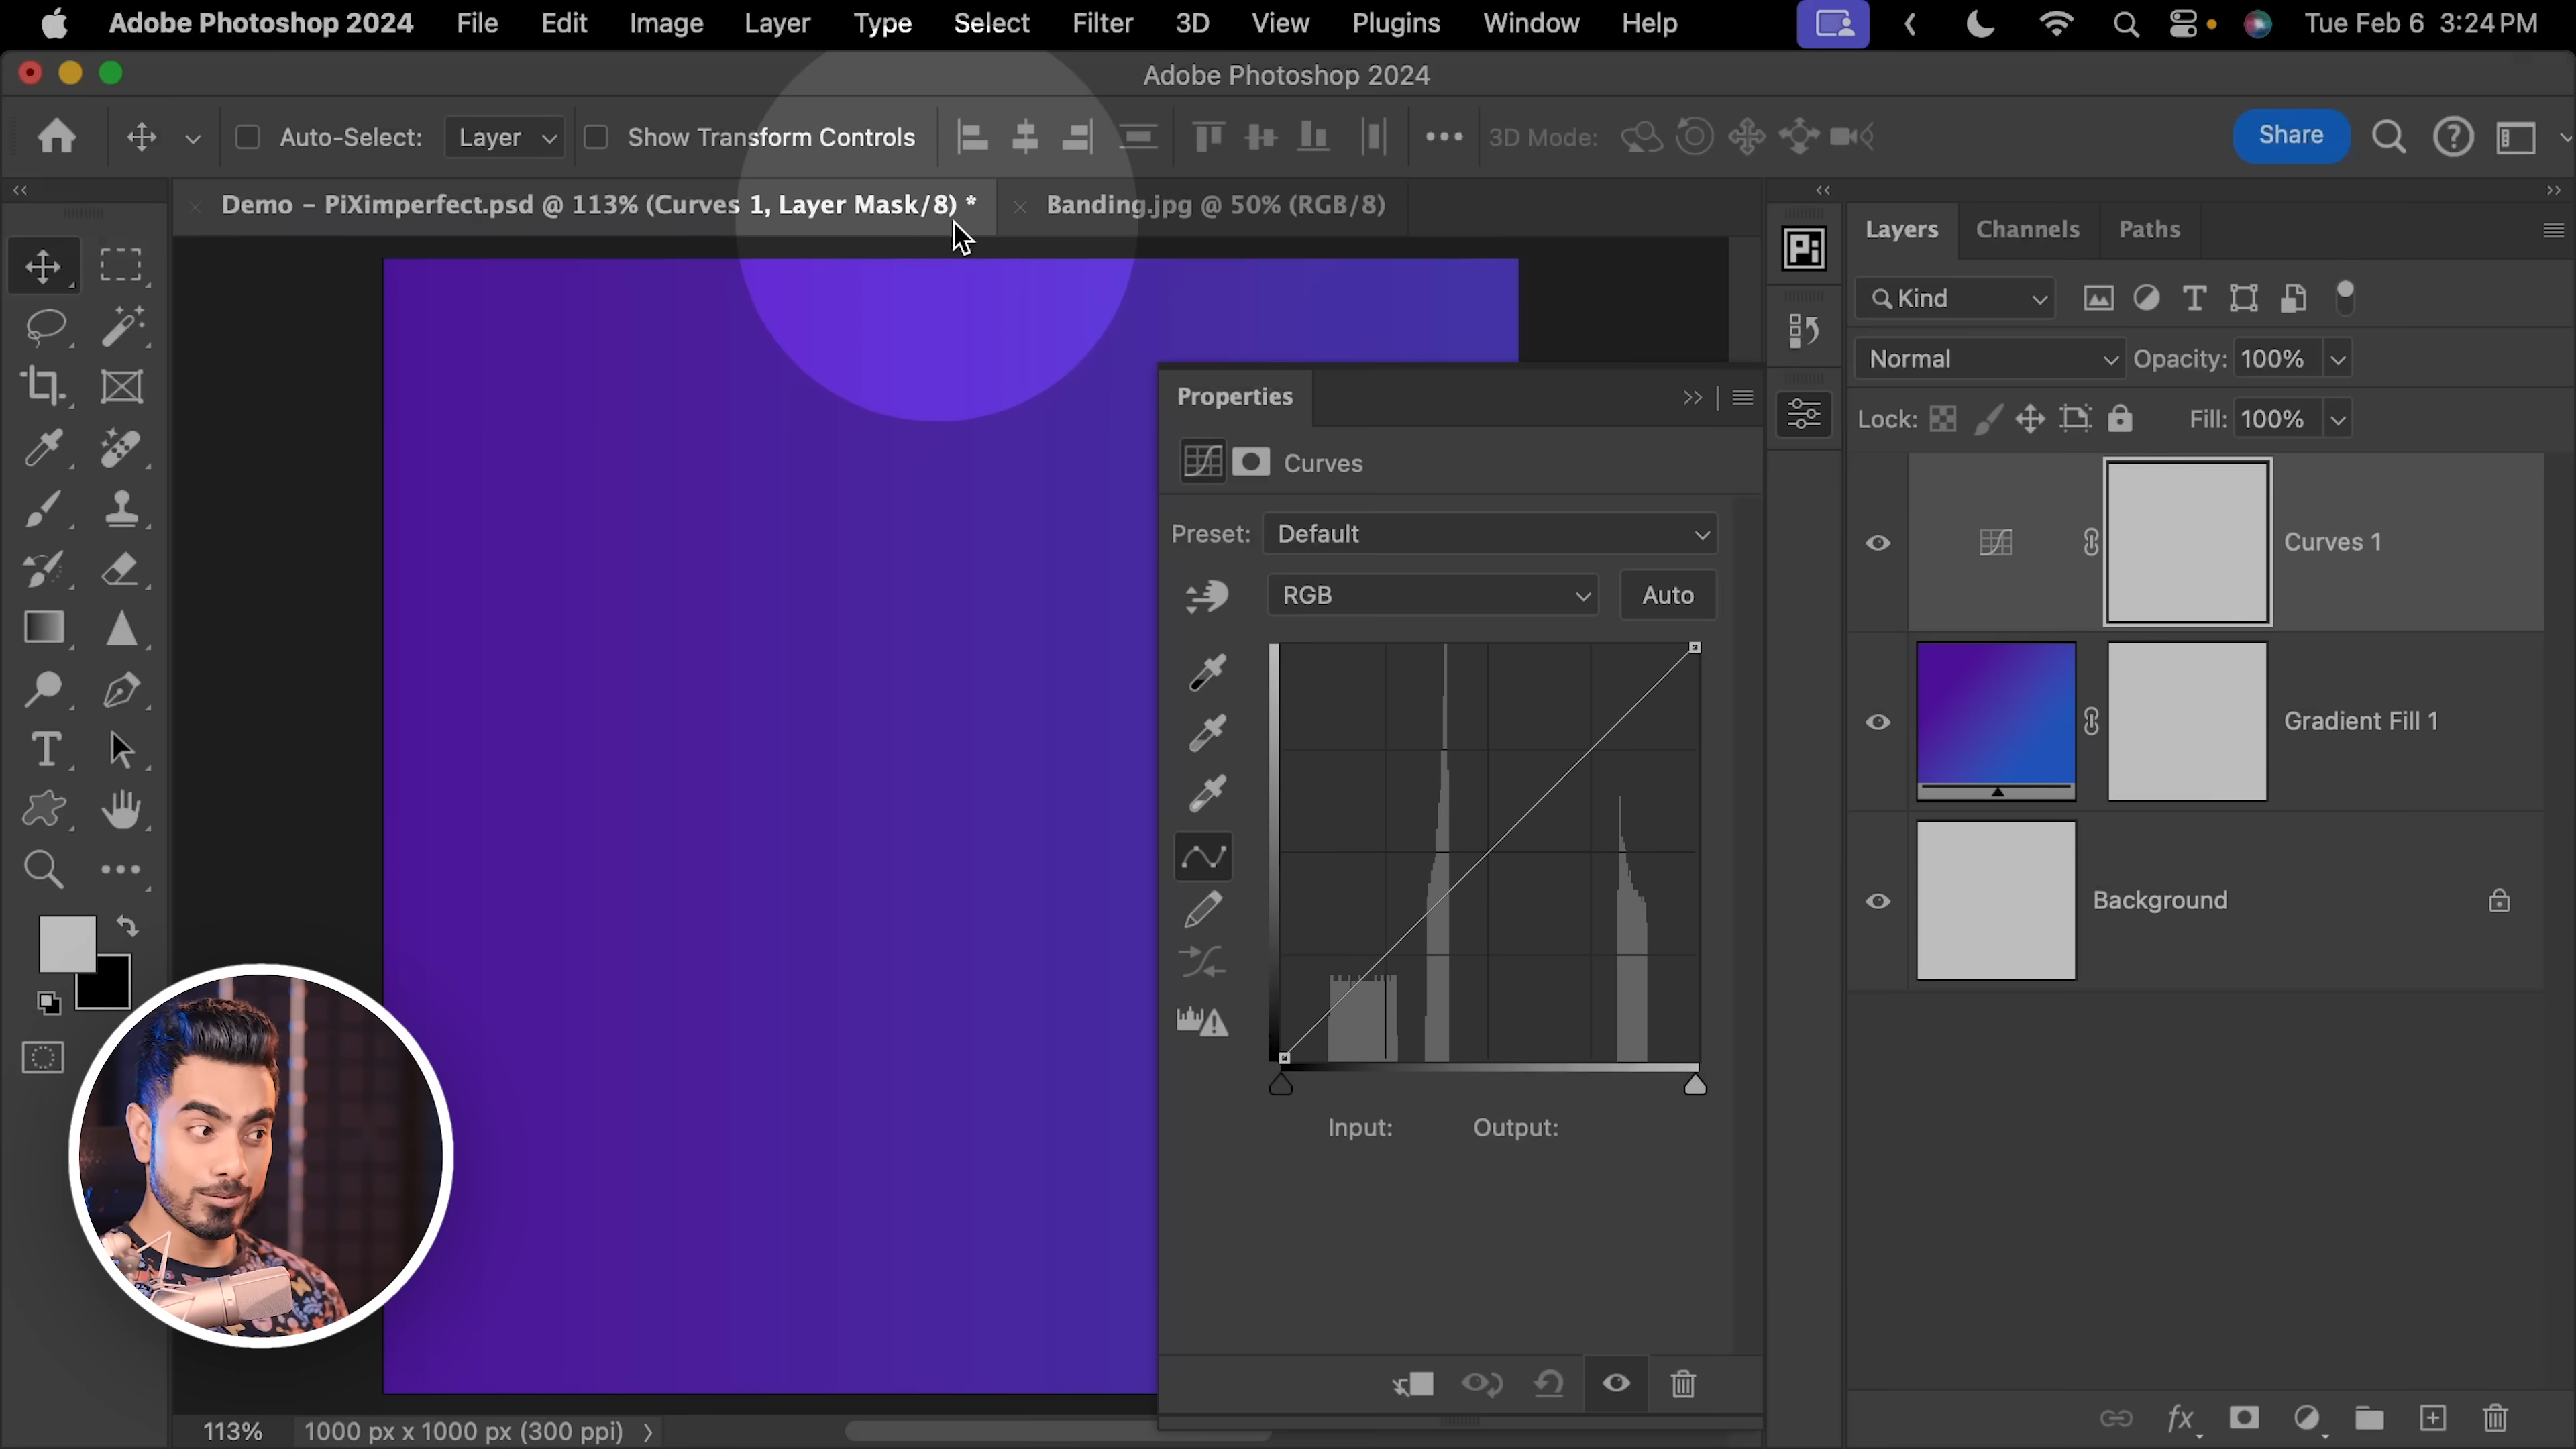 Adobe Photoshop 2024 File Edit Image Layer Type Select Filter 3D View Plugins Window Help Tue Feb 6 3:24 PM
Adobe Photoshop 2024
Auto-Select: Layer Show Transform Controls 3D Mode: Share
Demo – PiXimperfect.psd @ 113% (Curves 1, Layer Mask/8) * Banding.jpg @ 50% (RGB/8)
Pi
Layers Channels Paths
Kind
Normal Opacity: 100%
Lock: Fill: 100%
Properties
Curves
Preset: Default
RGB Auto
Input: Output:
Curves 1
Gradient Fill 1
Background
113% 1000 px x 1000 px (300 ppi)
fx